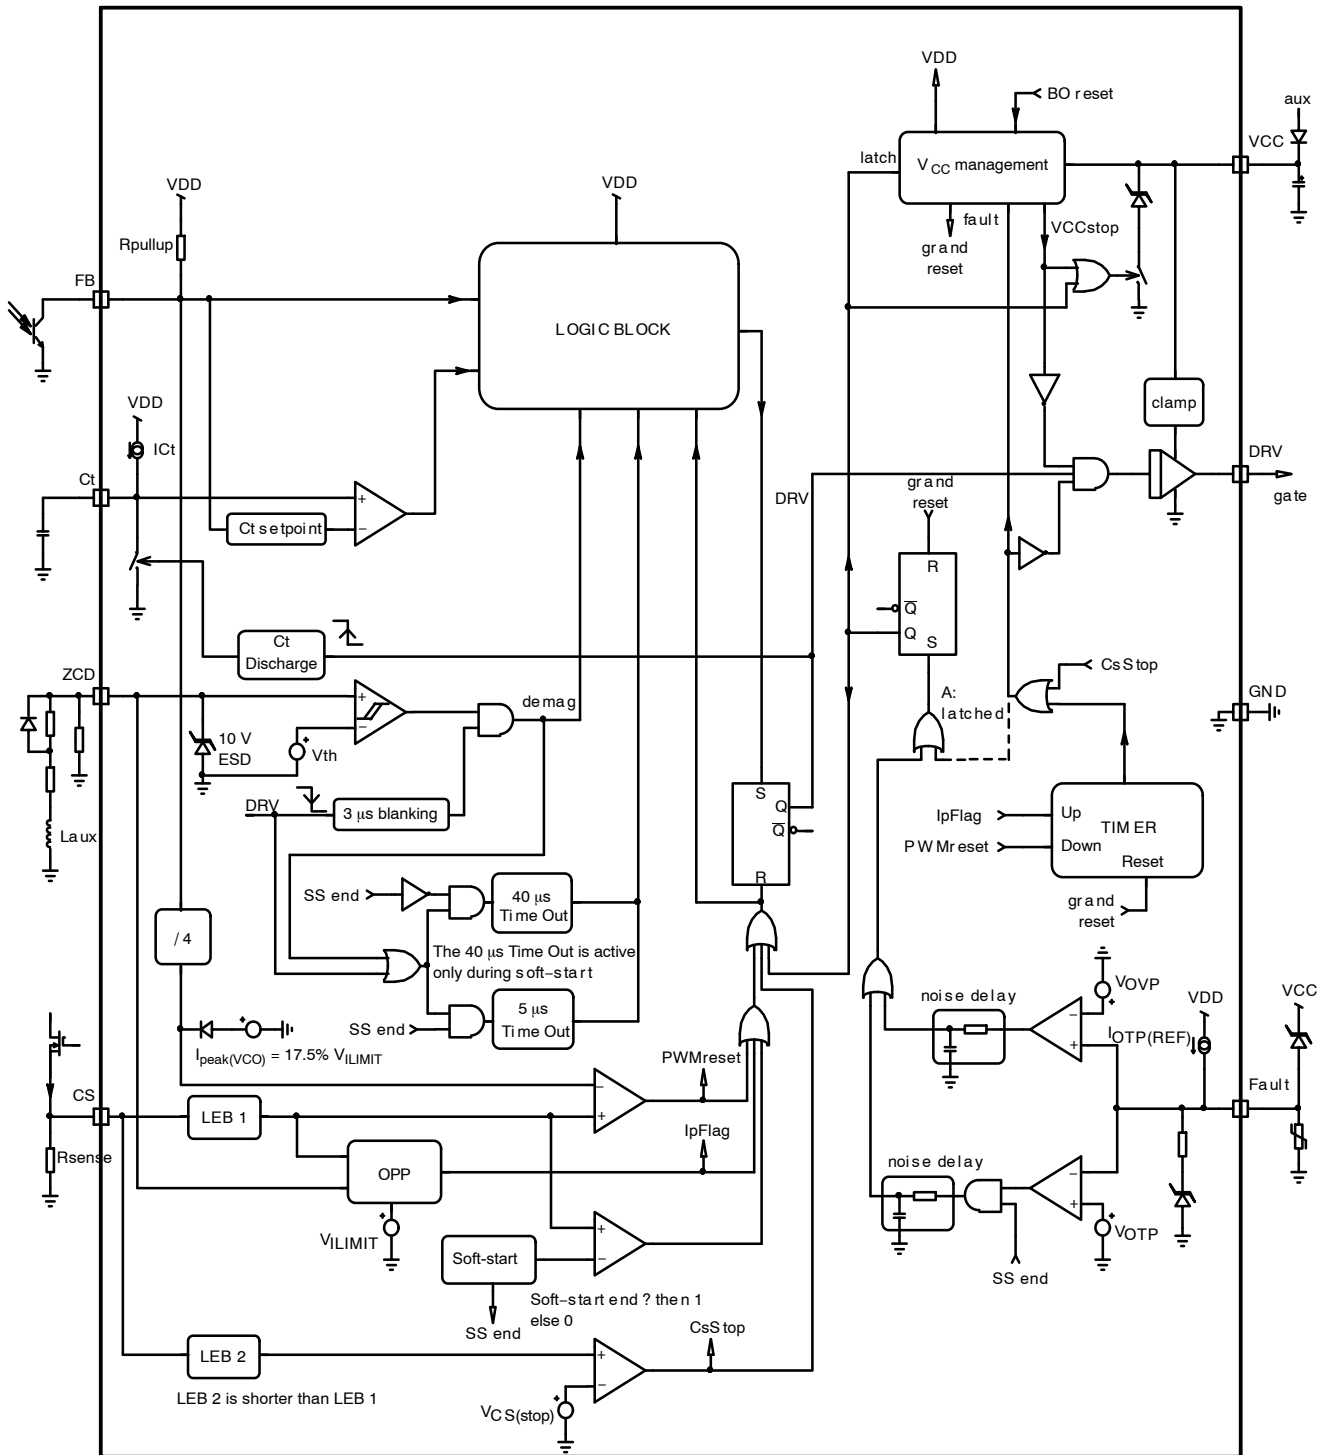 VDD
BO reset
aux
VCC
latch
VCC management
fault
grand
reset
VCCstop
VDD
VDD
Rpullup
FB
LOGIC BLOCK
clamp
VDD
ICt
Ct
Ct setpoint
DRV
grand
reset
DRV
gate
R
Q
Q
S
Ct
Discharge
ZCD
demag
A:
latched
CsStop
GND
10 V
ESD
Vth
+
−
DRV
3 μs blanking
Laux
S
Q
Q
R
IpFlag
PWMreset
Up
Down
TIMER
Reset
grand
reset
SS end
40 μs
Time Out
/ 4
The 40 μs Time Out is active
only during soft−start
5 μs
Time Out
SS end
Ipeak(VCO) = 17.5% VILIMIT
noise delay
VOVP
VDD
VCC
IOTP(REF)
Fault
PWMreset
CS
LEB 1
IpFlag
Rsense
OPP
noise delay
VILIMIT
VOTP
SS end
Soft-start
Soft−start end ? then 1
else 0
SS end
CsStop
LEB 2
LEB 2 is shorter than LEB 1
VCS(stop)